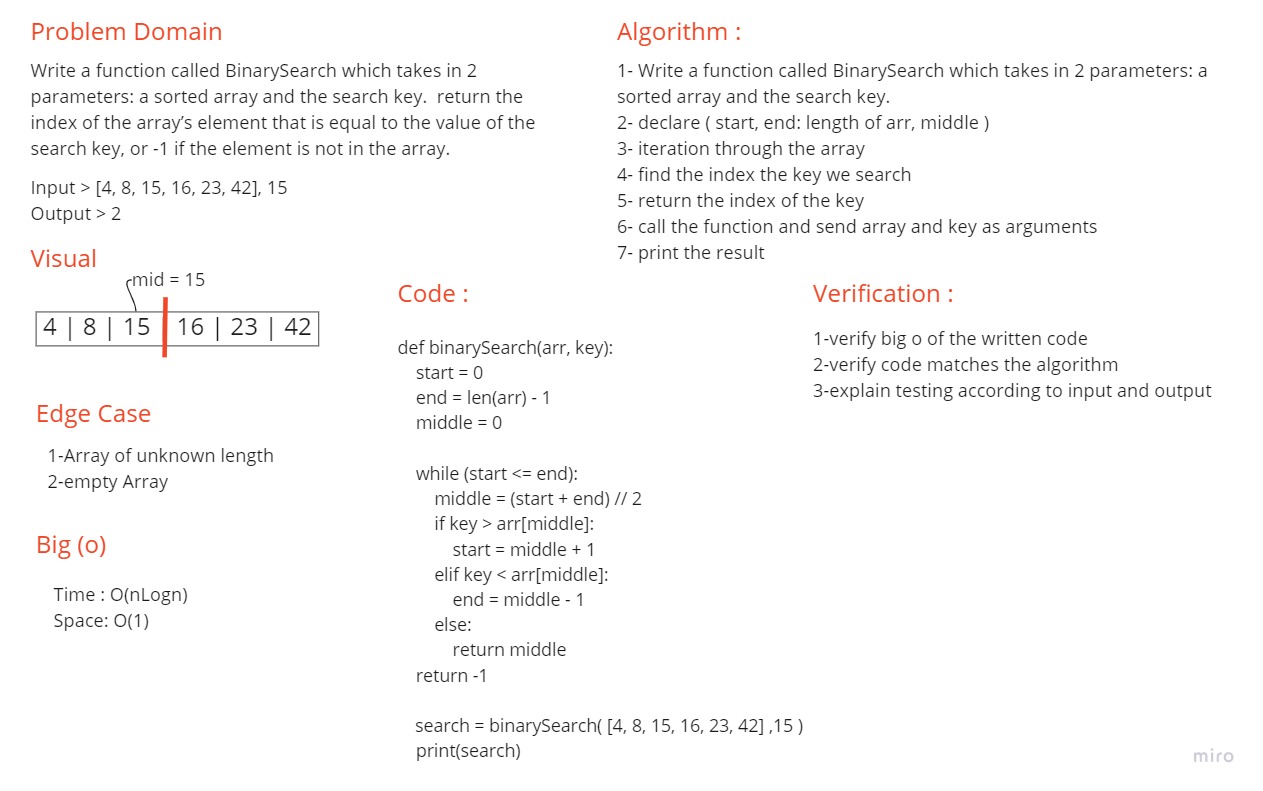 Problem Domain
Write a function called BinarySearch which takes in 2
parameters: a sorted array and the search key.  return the
index of the array’s element that is equal to the value of the
search key, or -1 if the element is not in the array.
Input > [4, 8, 15, 16, 23, 42], 15
Output > 2
Visual
mid = 15
4 | 8 | 15 | 16 | 23 | 42
Edge Case
1-Array of unknown length
2-empty Array
Big (o)
Time : O(nLogn)
Space: O(1)
Algorithm :
1- Write a function called BinarySearch which takes in 2 parameters: a
sorted array and the search key.
2- declare ( start, end: length of arr, middle )
3- iteration through the array
4- find the index the key we search
5- return the index of the key
6- call the function and send array and key as arguments
7- print the result
Code :
def binarySearch(arr, key):
start = 0
end = len(arr) - 1
middle = 0
while (start <= end):
middle = (start + end) // 2
if key > arr[middle]:
start = middle + 1
elif key < arr[middle]:
end = middle - 1
else:
return middle
return -1
search = binarySearch( [4, 8, 15, 16, 23, 42] ,15 )
print(search)
Verification :
1-verify big o of the written code
2-verify code matches the algorithm
3-explain testing according to input and output
miro